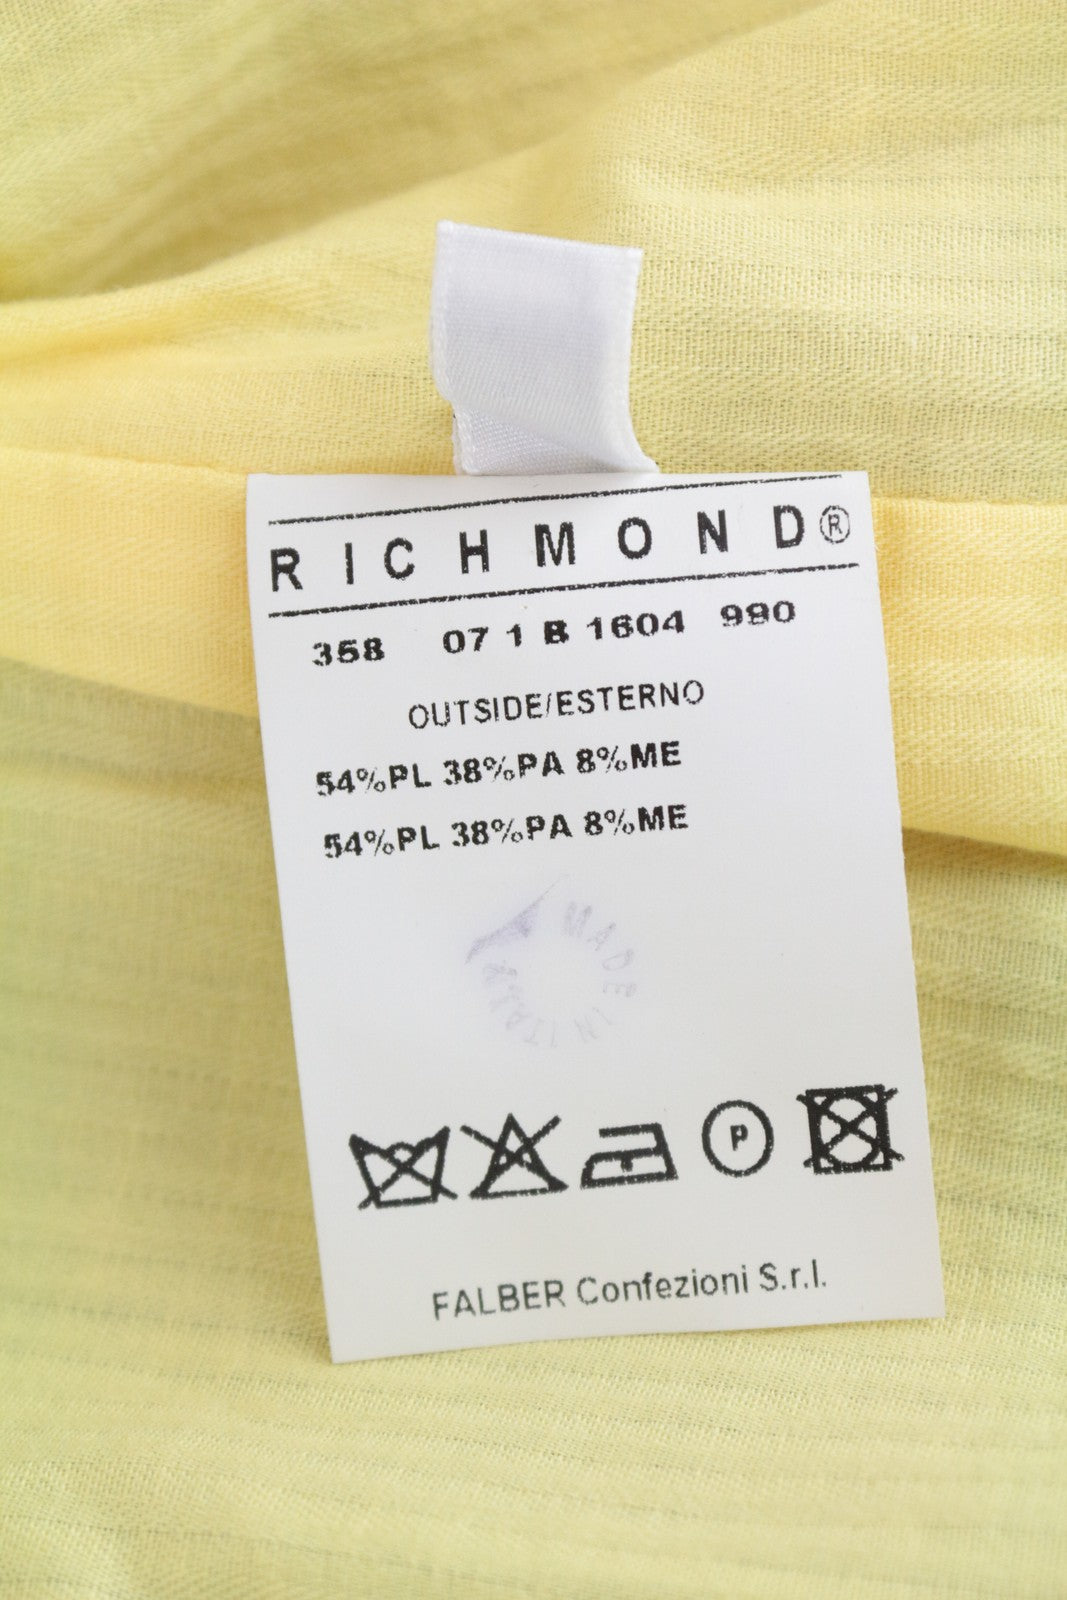 RICHMOND®
358 07 1 B 1604 990
OUTSIDE/ESTERNO
54%PL 38%PA 8%ME
54%PL 38%PA 8%ME
MADE IN ITALY
P
FALBER Confezioni S.r.l.